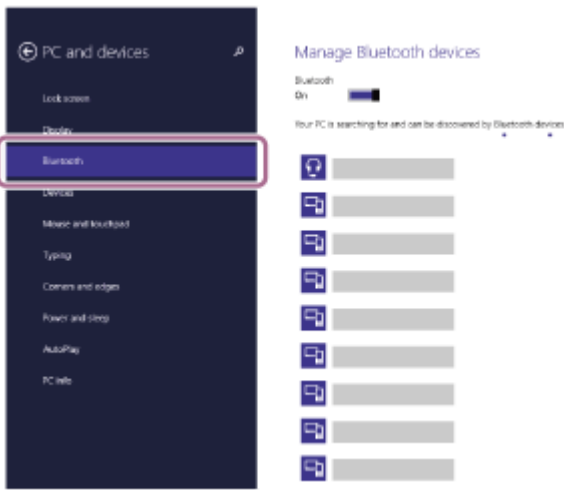 PC and devices
Lock screen
Display
Bluetooth
Devices
Mouse and touchpad
Typing
Corners and edges
Power and sleep
AutoPlay
PC info
Manage Bluetooth devices
Bluetooth
On
Your PC is searching for and can be discovered by Bluetooth devices